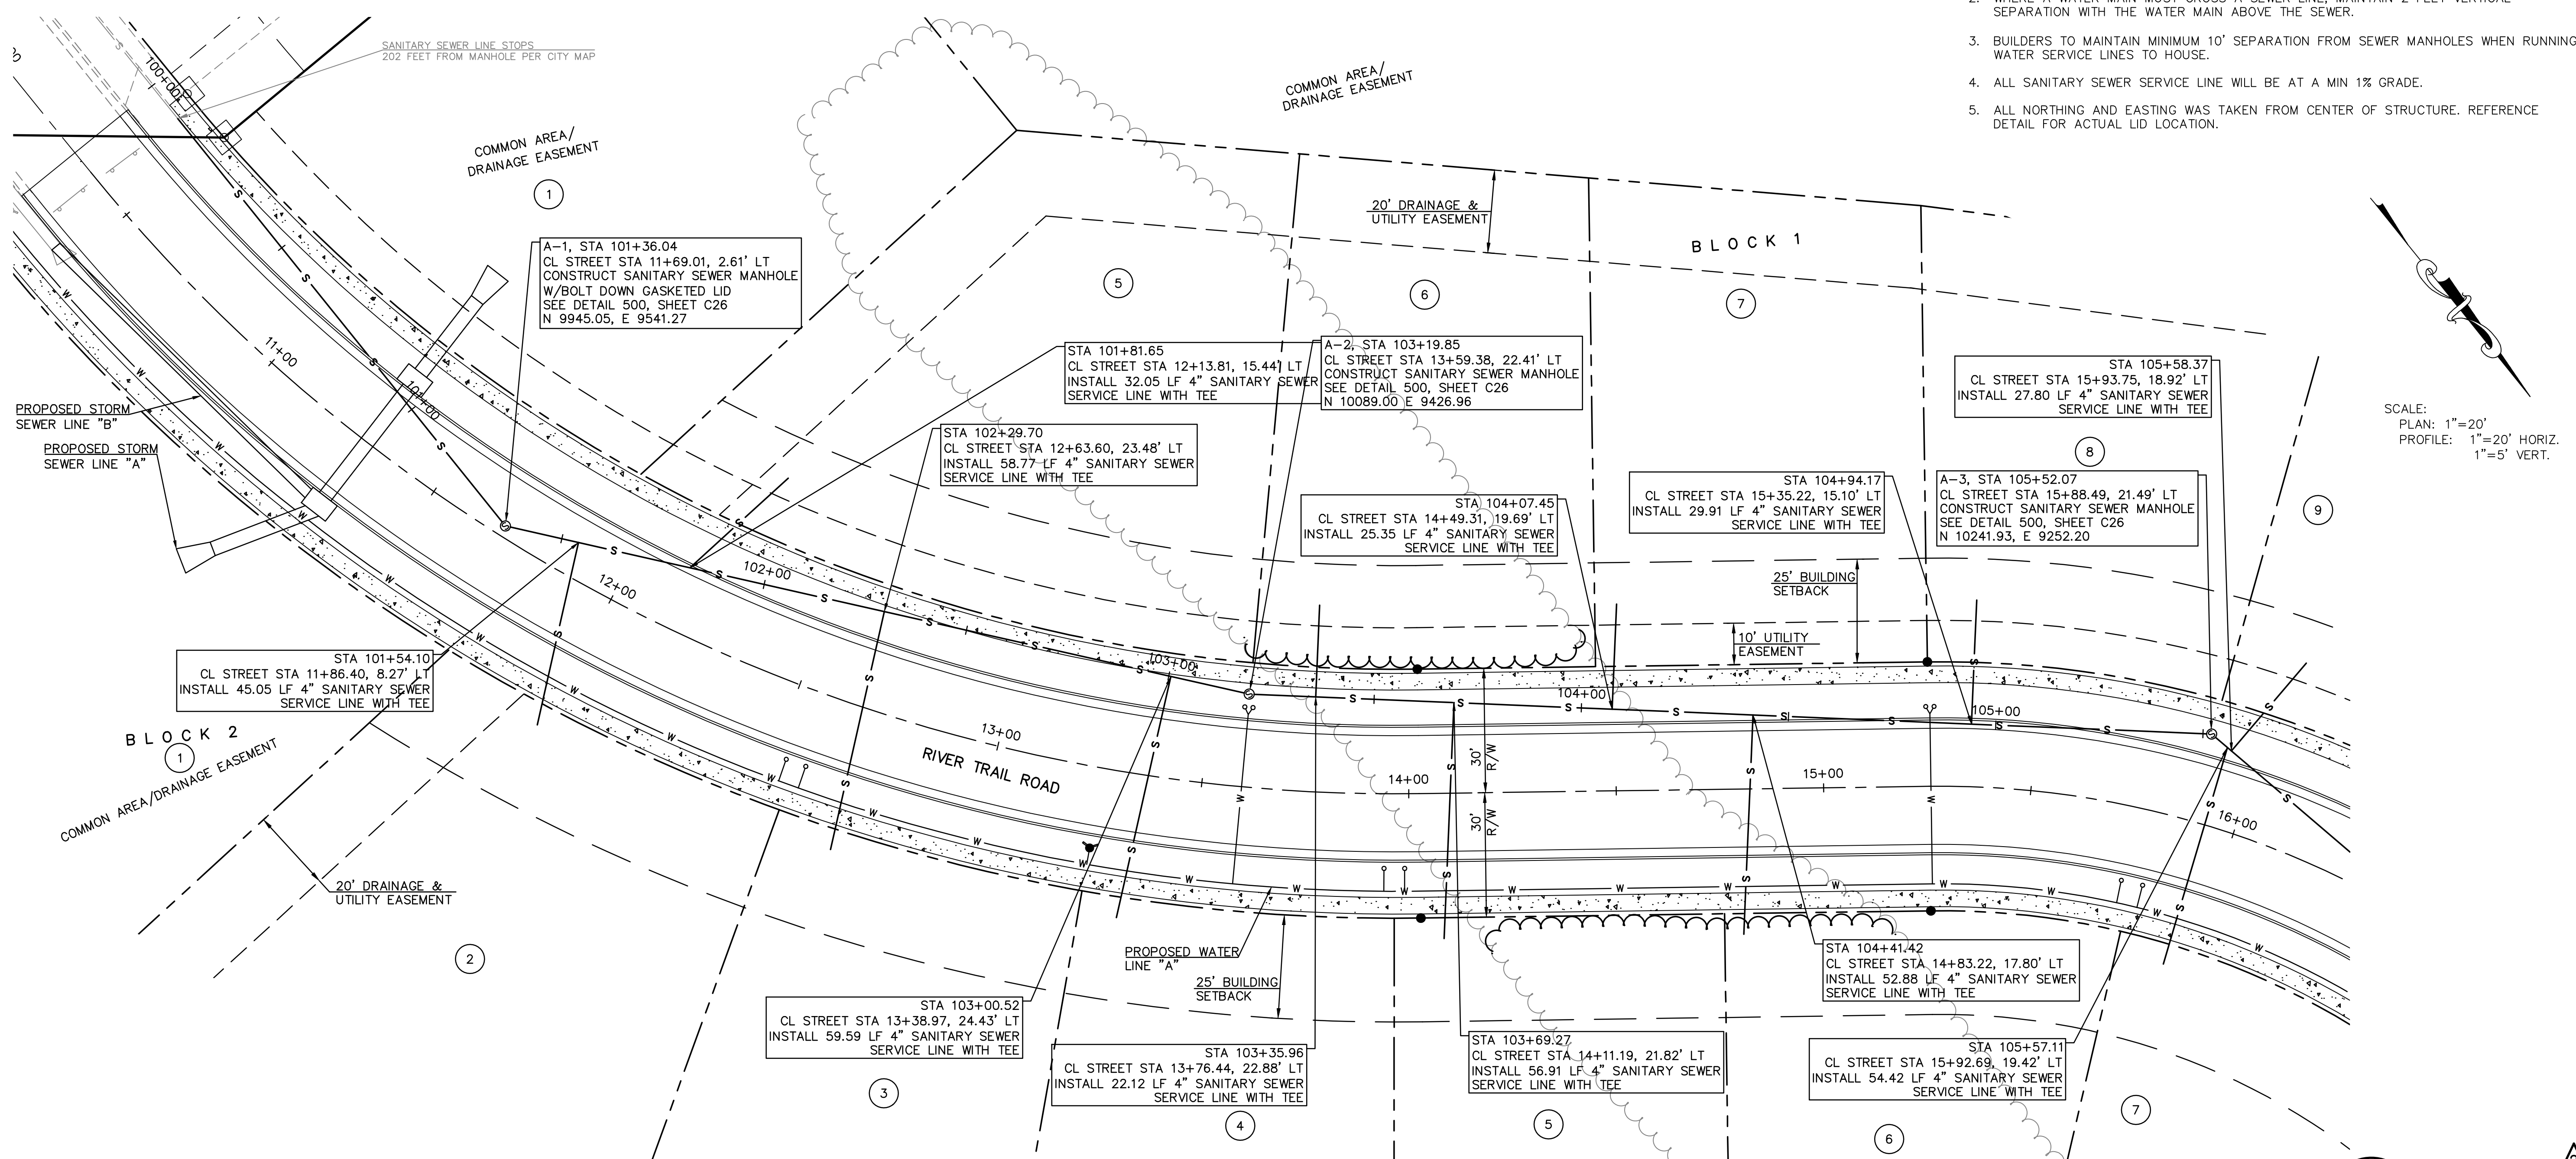 2. WHERE A WATER MAIN MUST CROSS A SEWER LINE, MAINTAIN 2 FEET VERTICAL
SEPARATION WITH THE WATER MAIN ABOVE THE SEWER.
3. BUILDERS TO MAINTAIN MINIMUM 10' SEPARATION FROM SEWER MANHOLES WHEN RUNNING
WATER SERVICE LINES TO HOUSE.
4. ALL SANITARY SEWER SERVICE LINE WILL BE AT A MIN 1% GRADE.
5. ALL NORTHING AND EASTING WAS TAKEN FROM CENTER OF STRUCTURE. REFERENCE
DETAIL FOR ACTUAL LID LOCATION.
SANITARY SEWER LINE STOPS
202 FEET FROM MANHOLE PER CITY MAP
100+00
COMMON AREA/
DRAINAGE EASEMENT
1
COMMON AREA/
DRAINAGE EASEMENT
20' DRAINAGE &
UTILITY EASEMENT
BLOCK 1
5
6
7
8
9
A-1, STA 101+36.04
CL STREET STA 11+69.01, 2.61' LT
CONSTRUCT SANITARY SEWER MANHOLE
W/BOLT DOWN GASKETED LID
SEE DETAIL 500, SHEET C26
N 9945.05, E 9541.27
STA 101+81.65
CL STREET STA 12+13.81, 15.44' LT
INSTALL 32.05 LF 4" SANITARY SEWER
SERVICE LINE WITH TEE
A-2, STA 103+19.85
CL STREET STA 13+59.38, 22.41' LT
CONSTRUCT SANITARY SEWER MANHOLE
SEE DETAIL 500, SHEET C26
N 10089.00 E 9426.96
STA 105+58.37
CL STREET STA 15+93.75, 18.92' LT
INSTALL 27.80 LF 4" SANITARY SEWER
SERVICE LINE WITH TEE
SCALE:
PLAN: 1"=20'
PROFILE: 1"=20' HORIZ.
1"=5' VERT.
STA 102+29.70
CL STREET STA 12+63.60, 23.48' LT
INSTALL 58.77 LF 4" SANITARY SEWER
SERVICE LINE WITH TEE
STA 104+07.45
CL STREET STA 14+49.31, 19.69' LT
INSTALL 25.35 LF 4" SANITARY SEWER
SERVICE LINE WITH TEE
STA 104+94.17
CL STREET STA 15+35.22, 15.10' LT
INSTALL 29.91 LF 4" SANITARY SEWER
SERVICE LINE WITH TEE
A-3, STA 105+52.07
CL STREET STA 15+88.49, 21.49' LT
CONSTRUCT SANITARY SEWER MANHOLE
SEE DETAIL 500, SHEET C26
N 10241.93, E 9252.20
PROPOSED STORM
SEWER LINE "B"
PROPOSED STORM
SEWER LINE "A"
11+00
101+00
12+00
102+00
103+00
13+00
RIVER TRAIL ROAD
104+00
14+00
105+00
15+00
16+00
25' BUILDING
SETBACK
10' UTILITY
EASEMENT
30'
R/W
30'
R/W
STA 101+54.10
CL STREET STA 11+86.40, 8.27' LT
INSTALL 45.05 LF 4" SANITARY SEWER
SERVICE LINE WITH TEE
BLOCK 2
1
COMMON AREA/DRAINAGE EASEMENT
20' DRAINAGE &
UTILITY EASEMENT
2
PROPOSED WATER
LINE "A"
25' BUILDING
SETBACK
STA 103+00.52
CL STREET STA 13+38.97, 24.43' LT
INSTALL 59.59 LF 4" SANITARY SEWER
SERVICE LINE WITH TEE
STA 103+35.96
CL STREET STA 13+76.44, 22.88' LT
INSTALL 22.12 LF 4" SANITARY SEWER
SERVICE LINE WITH TEE
STA 103+69.27
CL STREET STA 14+11.19, 21.82' LT
INSTALL 56.91 LF 4" SANITARY SEWER
SERVICE LINE WITH TEE
STA 104+41.42
CL STREET STA 14+83.22, 17.80' LT
INSTALL 52.88 LF 4" SANITARY SEWER
SERVICE LINE WITH TEE
STA 105+57.11
CL STREET STA 15+92.69, 19.42' LT
INSTALL 54.42 LF 4" SANITARY SEWER
SERVICE LINE WITH TEE
3
4
5
6
7